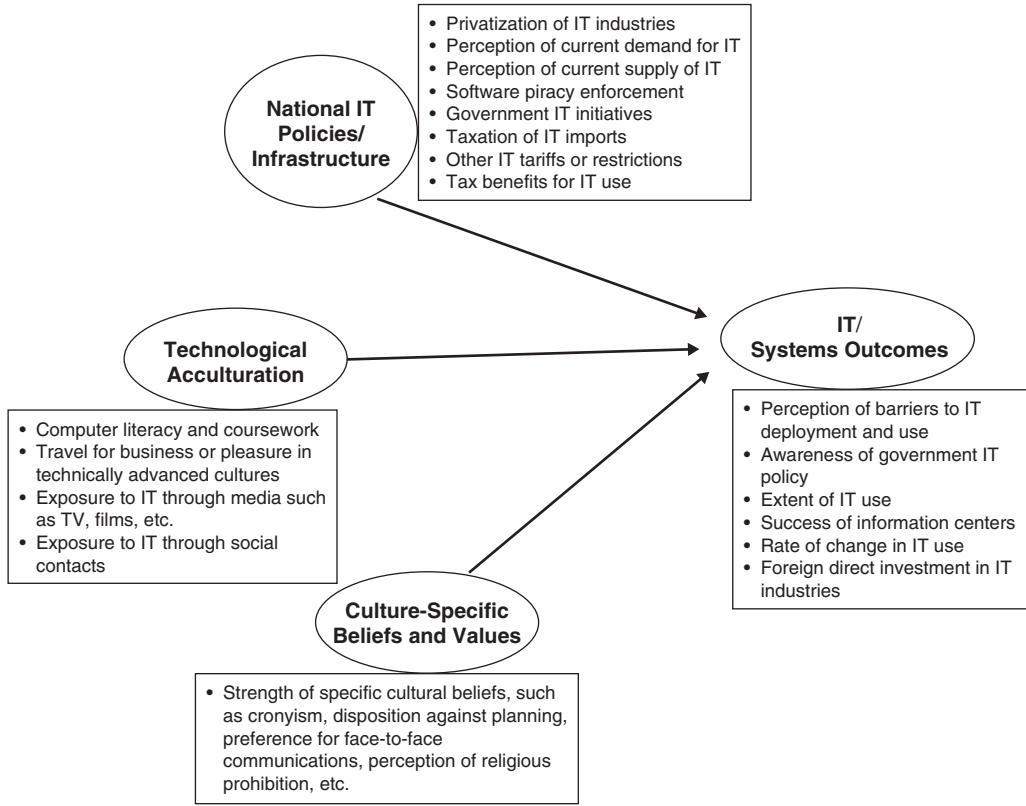 National IT
Policies/
Infrastructure
• Privatization of IT industries
• Perception of current demand for IT
• Perception of current supply of IT
• Software piracy enforcement
• Government IT initiatives
• Taxation of IT imports
• Other IT tariffs or restrictions
• Tax benefits for IT use
Technological
Acculturation
• Computer literacy and coursework
• Travel for business or pleasure in
technically advanced cultures
• Exposure to IT through media such
as TV, films, etc.
• Exposure to IT through social
contacts
IT/
Systems Outcomes
• Perception of barriers to IT
deployment and use
• Awareness of government IT
policy
• Extent of IT use
• Success of information centers
• Rate of change in IT use
• Foreign direct investment in IT
industries
Culture-Specific
Beliefs and Values
• Strength of specific cultural beliefs, such
as cronyism, disposition against planning,
preference for face-to-face
communications, perception of religious
prohibition, etc.